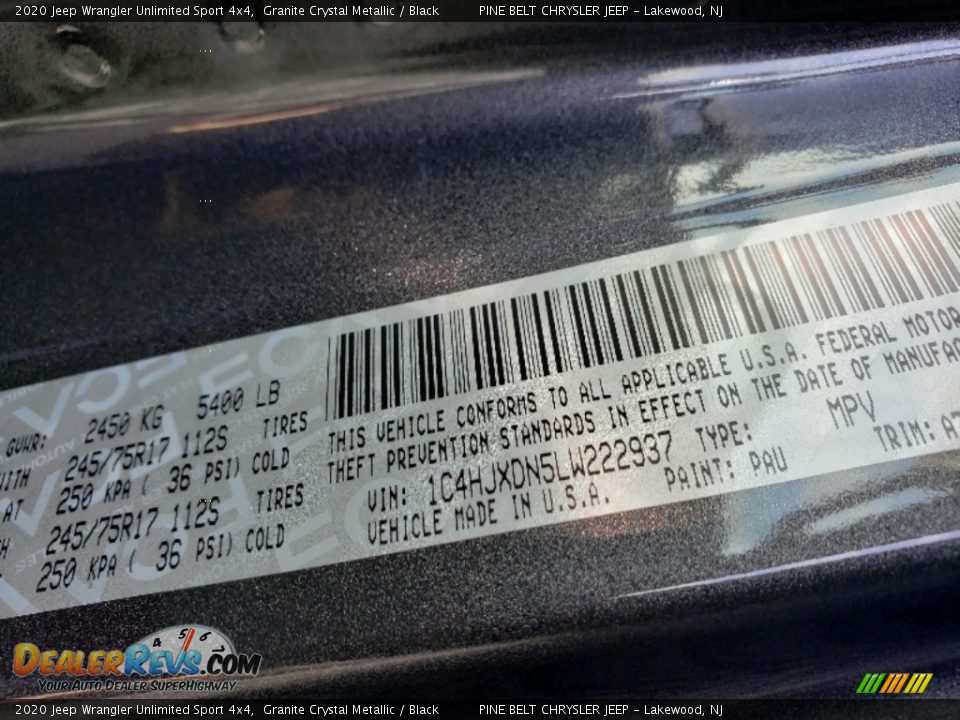 2020 Jeep Wrangler Unlimited Sport 4x4, Granite Crystal Metallic / Black PINE BELT CHRYSLER JEEP - Lakewood, NJ
GVWR: 2450 KG 5400 LB
245/75R17 112S TIRES
AT 250 KPA ( 36 PSI) COLD
245/75R17 112S TIRES
250 KPA ( 36 PSI) COLD
THIS VEHICLE CONFORMS TO ALL APPLICABLE U.S.A. FEDERAL MOTOR
THEFT PREVENTION STANDARDS IN EFFECT ON THE DATE OF MANUFAC
VIN: 1C4HJXDN5LW222937 TYPE: MPV
VEHICLE MADE IN U.S.A. PAINT: PAU TRIM: A7
4 5 6
DEALERREVS.COM
YOUR AUTO DEALER SUPERHIGHWAY
2020 Jeep Wrangler Unlimited Sport 4x4, Granite Crystal Metallic / Black PINE BELT CHRYSLER JEEP - Lakewood, NJ